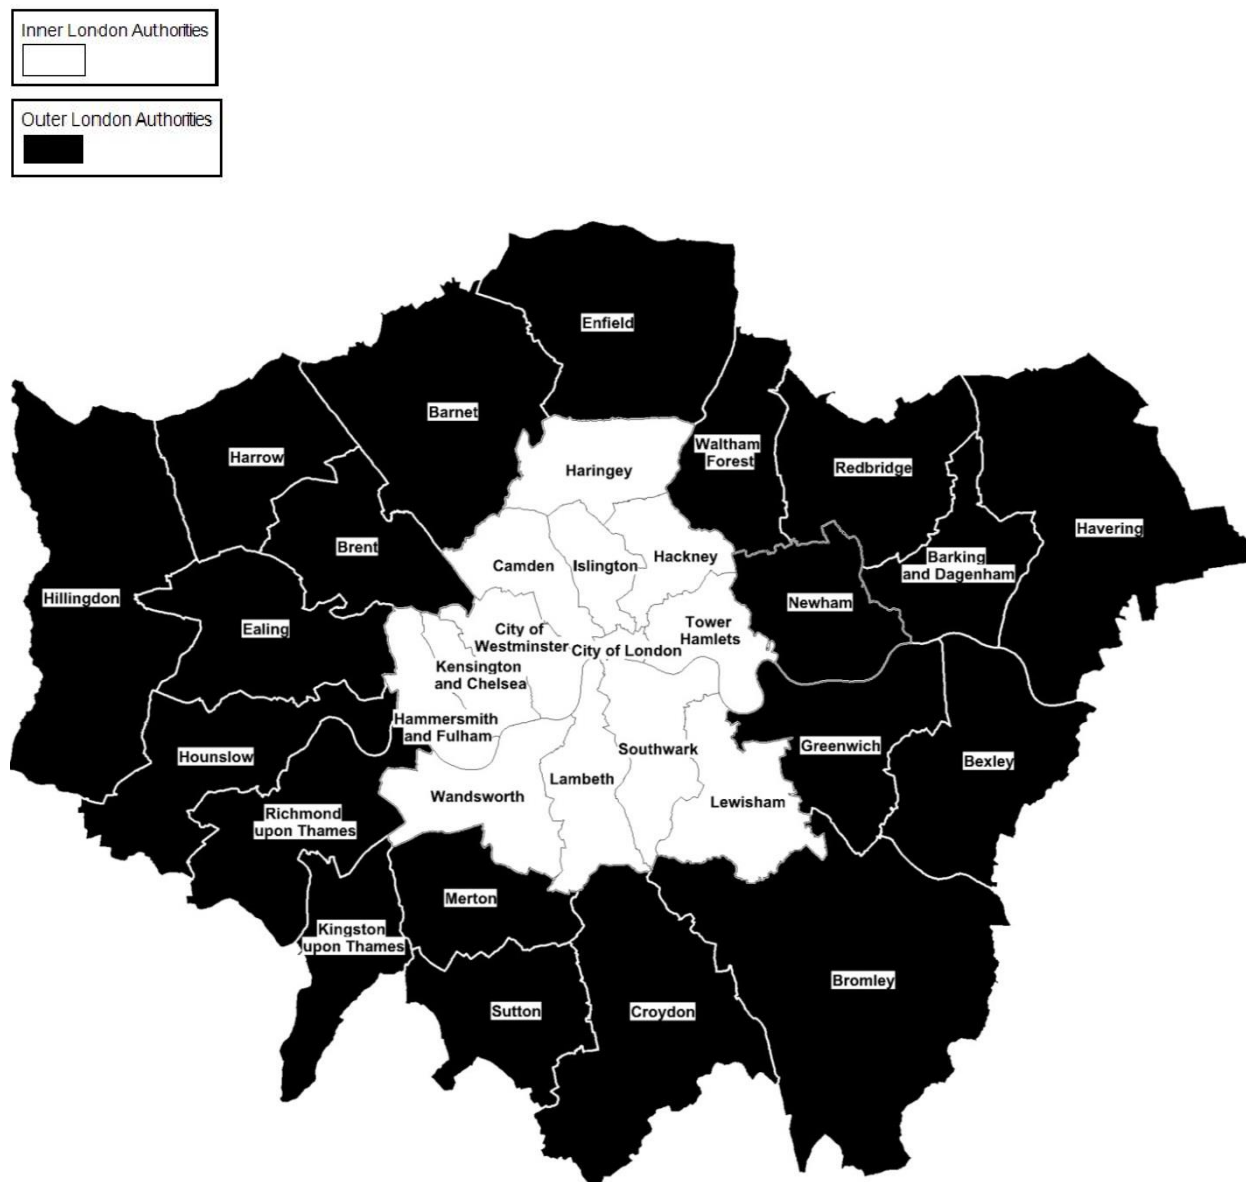 Inner London Authorities
Outer London Authorities
Enfield
Barnet
Harrow
Waltham
Forest
Redbridge
Haringey
Havering
Brent
Hackney
Camden
Islington
Barking
and Dagenham
Hillingdon
Newham
Ealing
City of
Westminster
Tower
Hamlets
City of London
Kensington
and Chelsea
Hammersmith
and Fulham
Hounslow
Southwark
Greenwich
Bexley
Lambeth
Wandsworth
Lewisham
Richmond
upon Thames
Merton
Kingston
upon Thames
Bromley
Sutton
Croydon